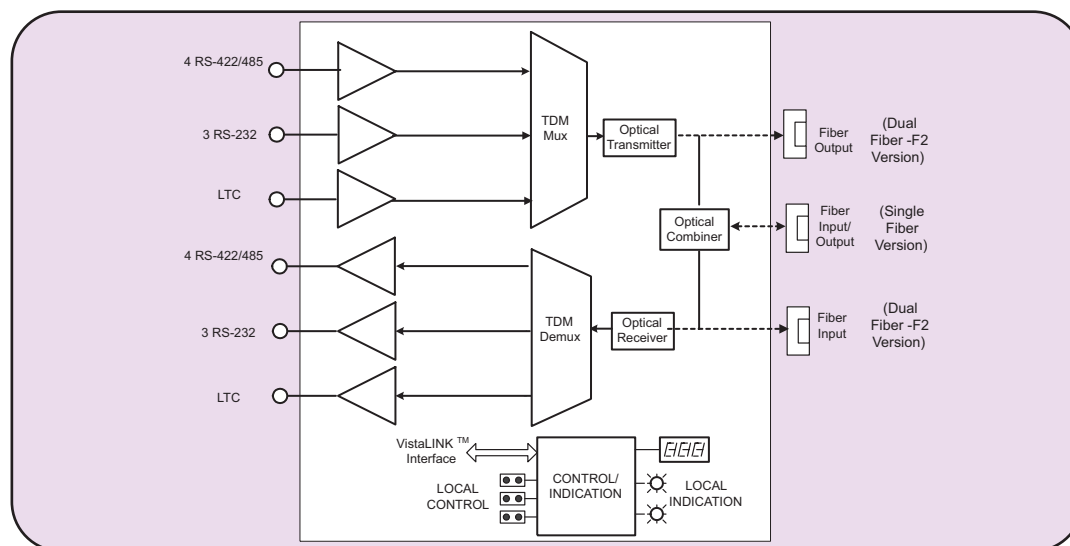 4 RS-422/485
3 RS-232
LTC
4 RS-422/485
3 RS-232
LTC
TDM
Mux
Optical
Transmitter
Fiber
Output
(Dual
Fiber -F2
Version)
Optical
Combiner
Fiber
Input/
Output
(Single
Fiber
Version)
TDM
Demux
Optical
Receiver
Fiber
Input
(Dual
Fiber -F2
Version)
VistaLINK TM
Interface
LOCAL
CONTROL
CONTROL/
INDICATION
LOCAL
INDICATION